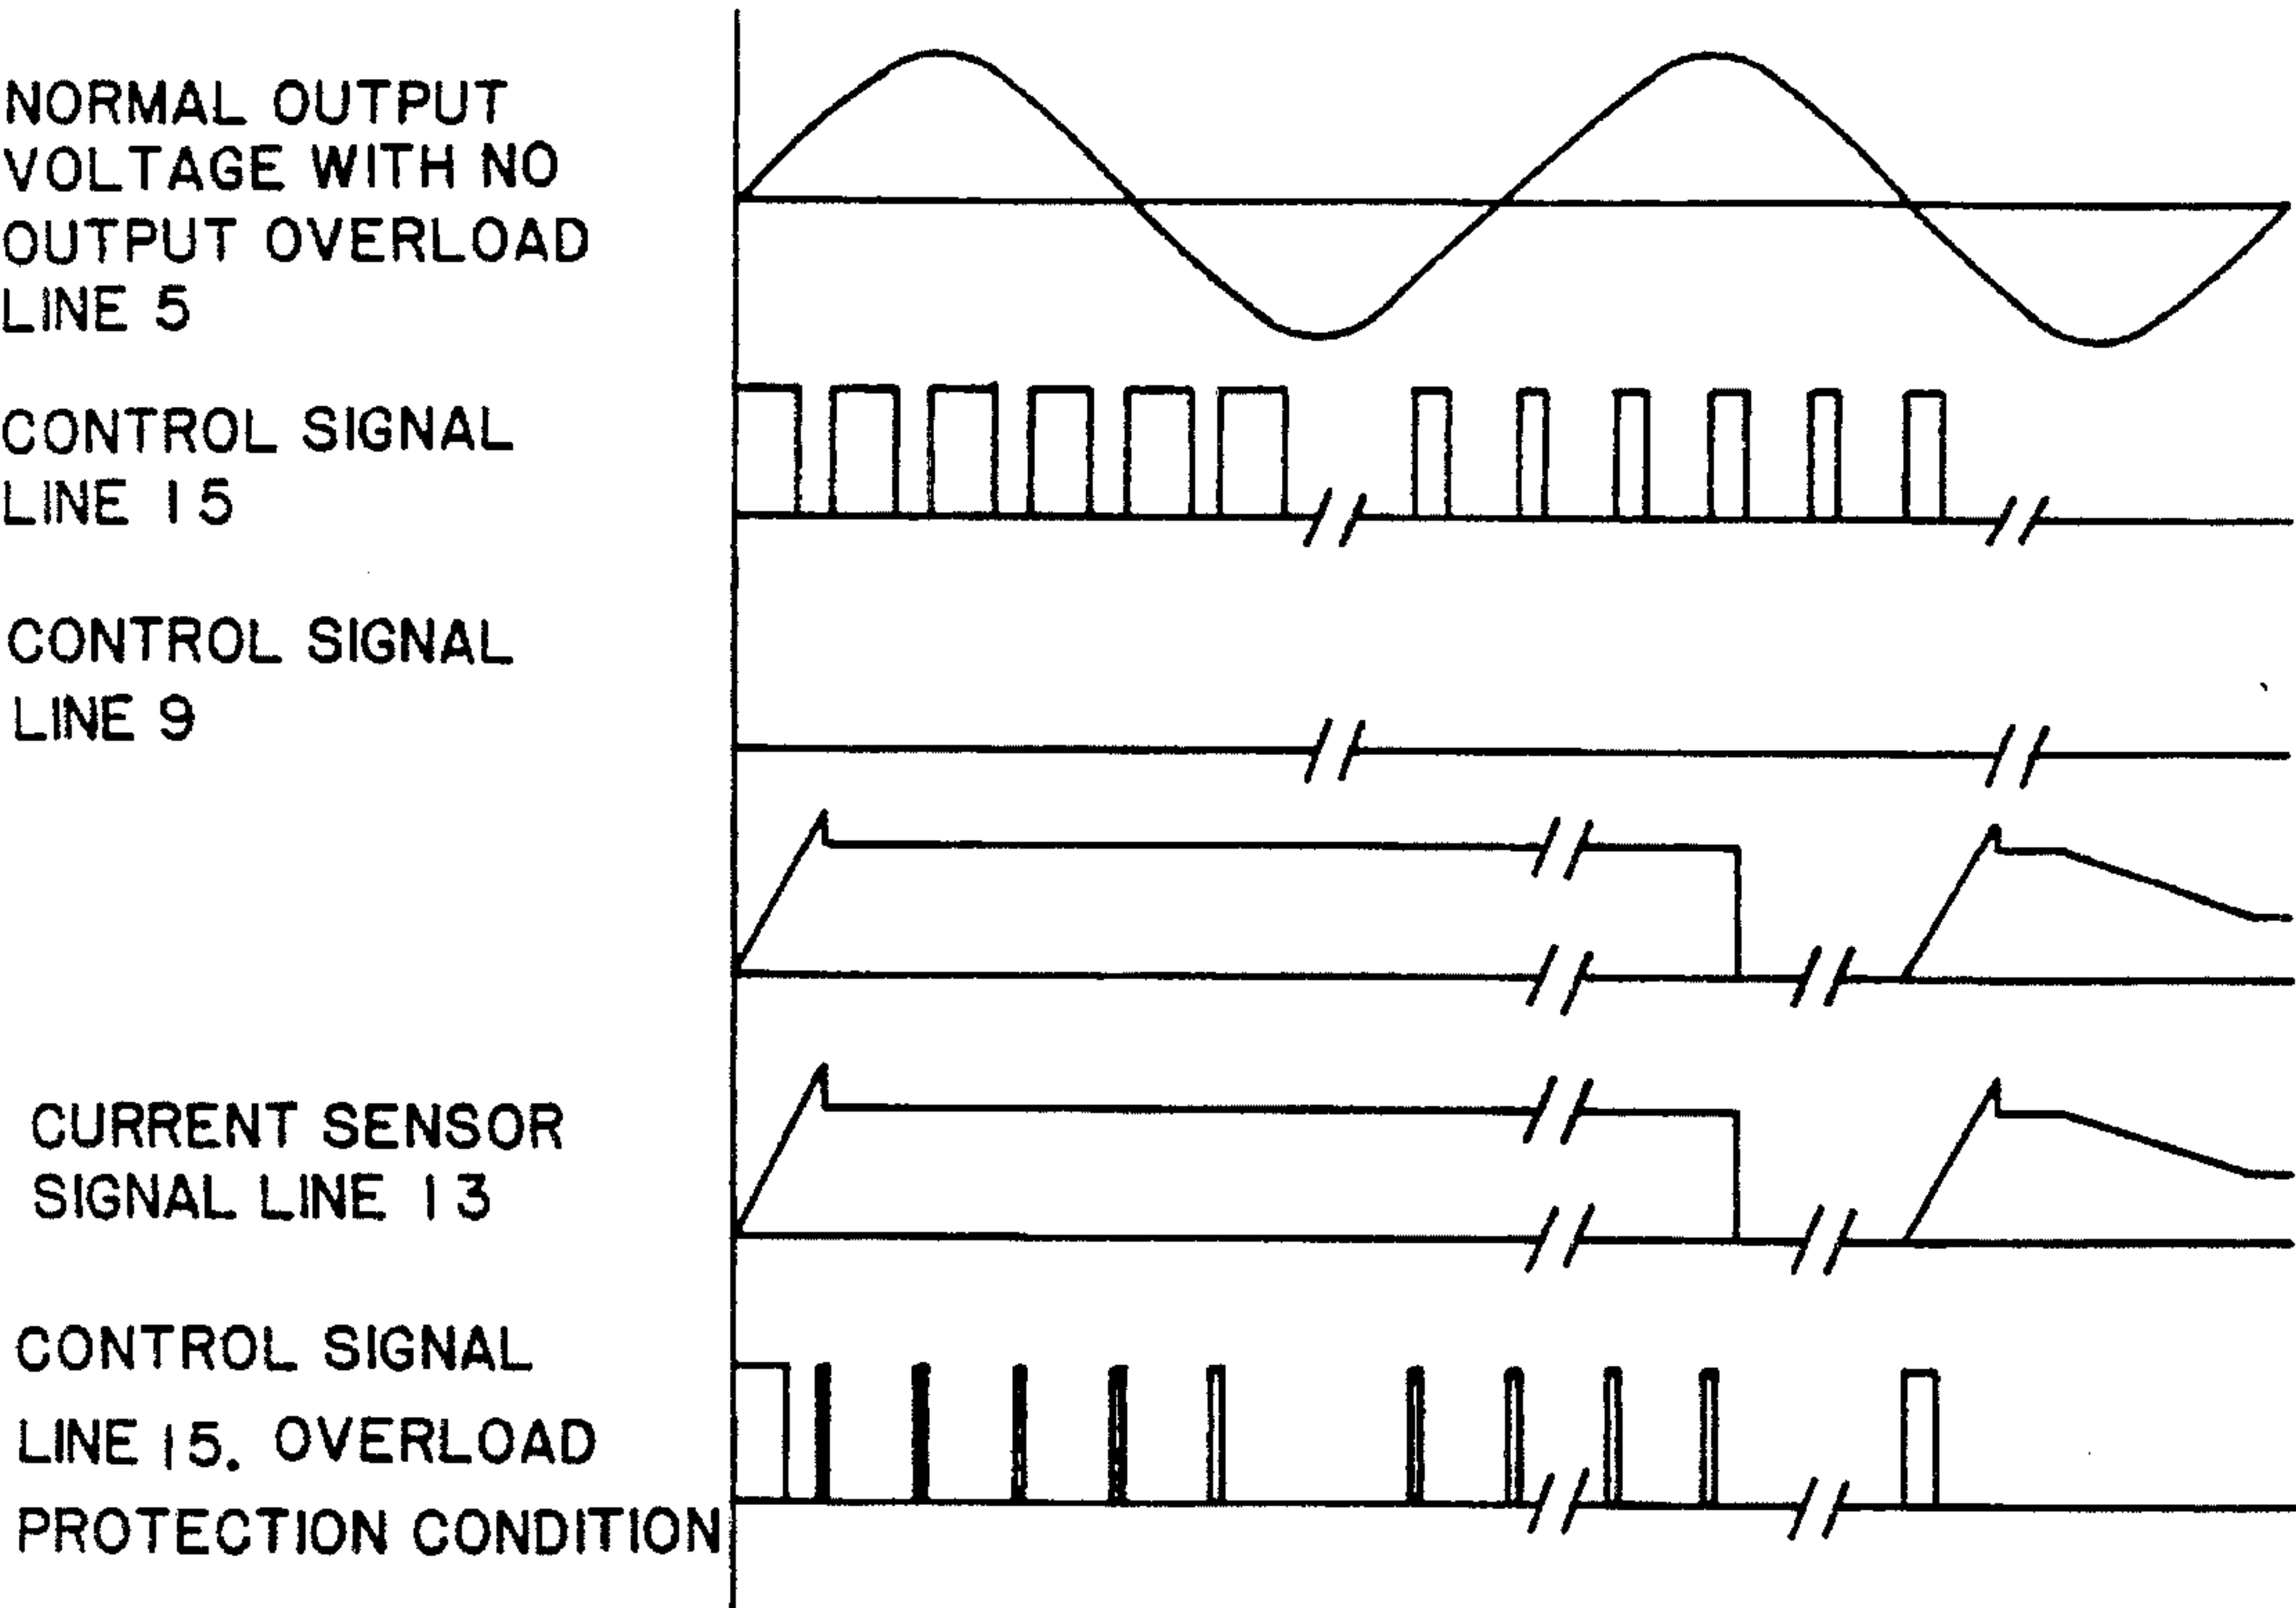 NORMAL OUTPUT
VOLTAGE WITH NO
OUTPUT OVERLOAD
LINE 5
CONTROL SIGNAL
LINE 15
CONTROL SIGNAL
LINE 9
CURRENT SENSOR
SIGNAL LINE 13
CONTROL SIGNAL
LINE 15. OVERLOAD
PROTECTION CONDITION